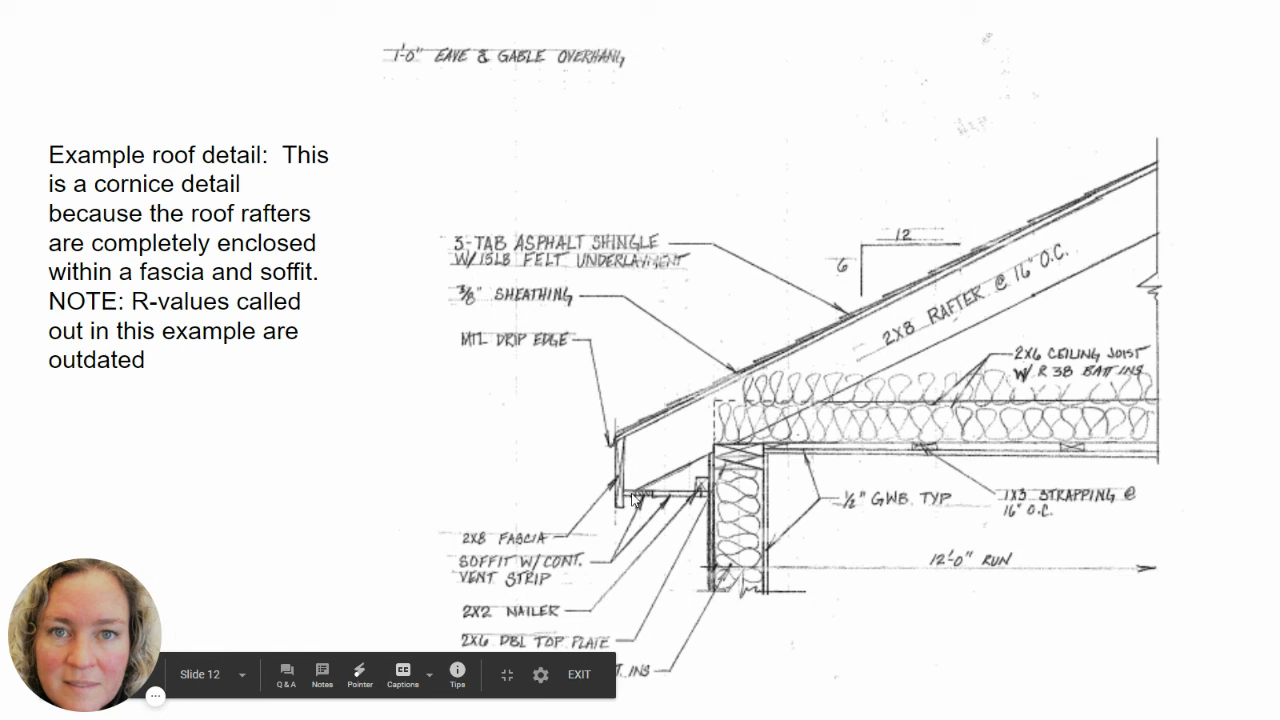 1'-0" EAVE & GABLE OVERHANG
Example roof detail: This
is a cornice detail
because the roof rafters
are completely enclosed
within a fascia and soffit.
NOTE: R-values called
out in this example are
outdated
3-TAB ASPHALT SHINGLE
W/15LB FELT UNDERLAYMENT
3/8" SHEATHING
MTL DRIP EDGE
12
6
2X8 RAFTER @ 16" O.C.
2X6 CEILING JOIST
W/ R 38 BATT INS
1/2" GWB TYP
1X3 STRAPPING @
16" O.C.
2X8 FASCIA
SOFFIT W/ CONT.
VENT STRIP
2X2 NAILER
2X6 DBL TOP PLATE
12'-0" RUN
INS
Slide 12
Q & A
Notes
Pointer
Captions
Tips
EXIT